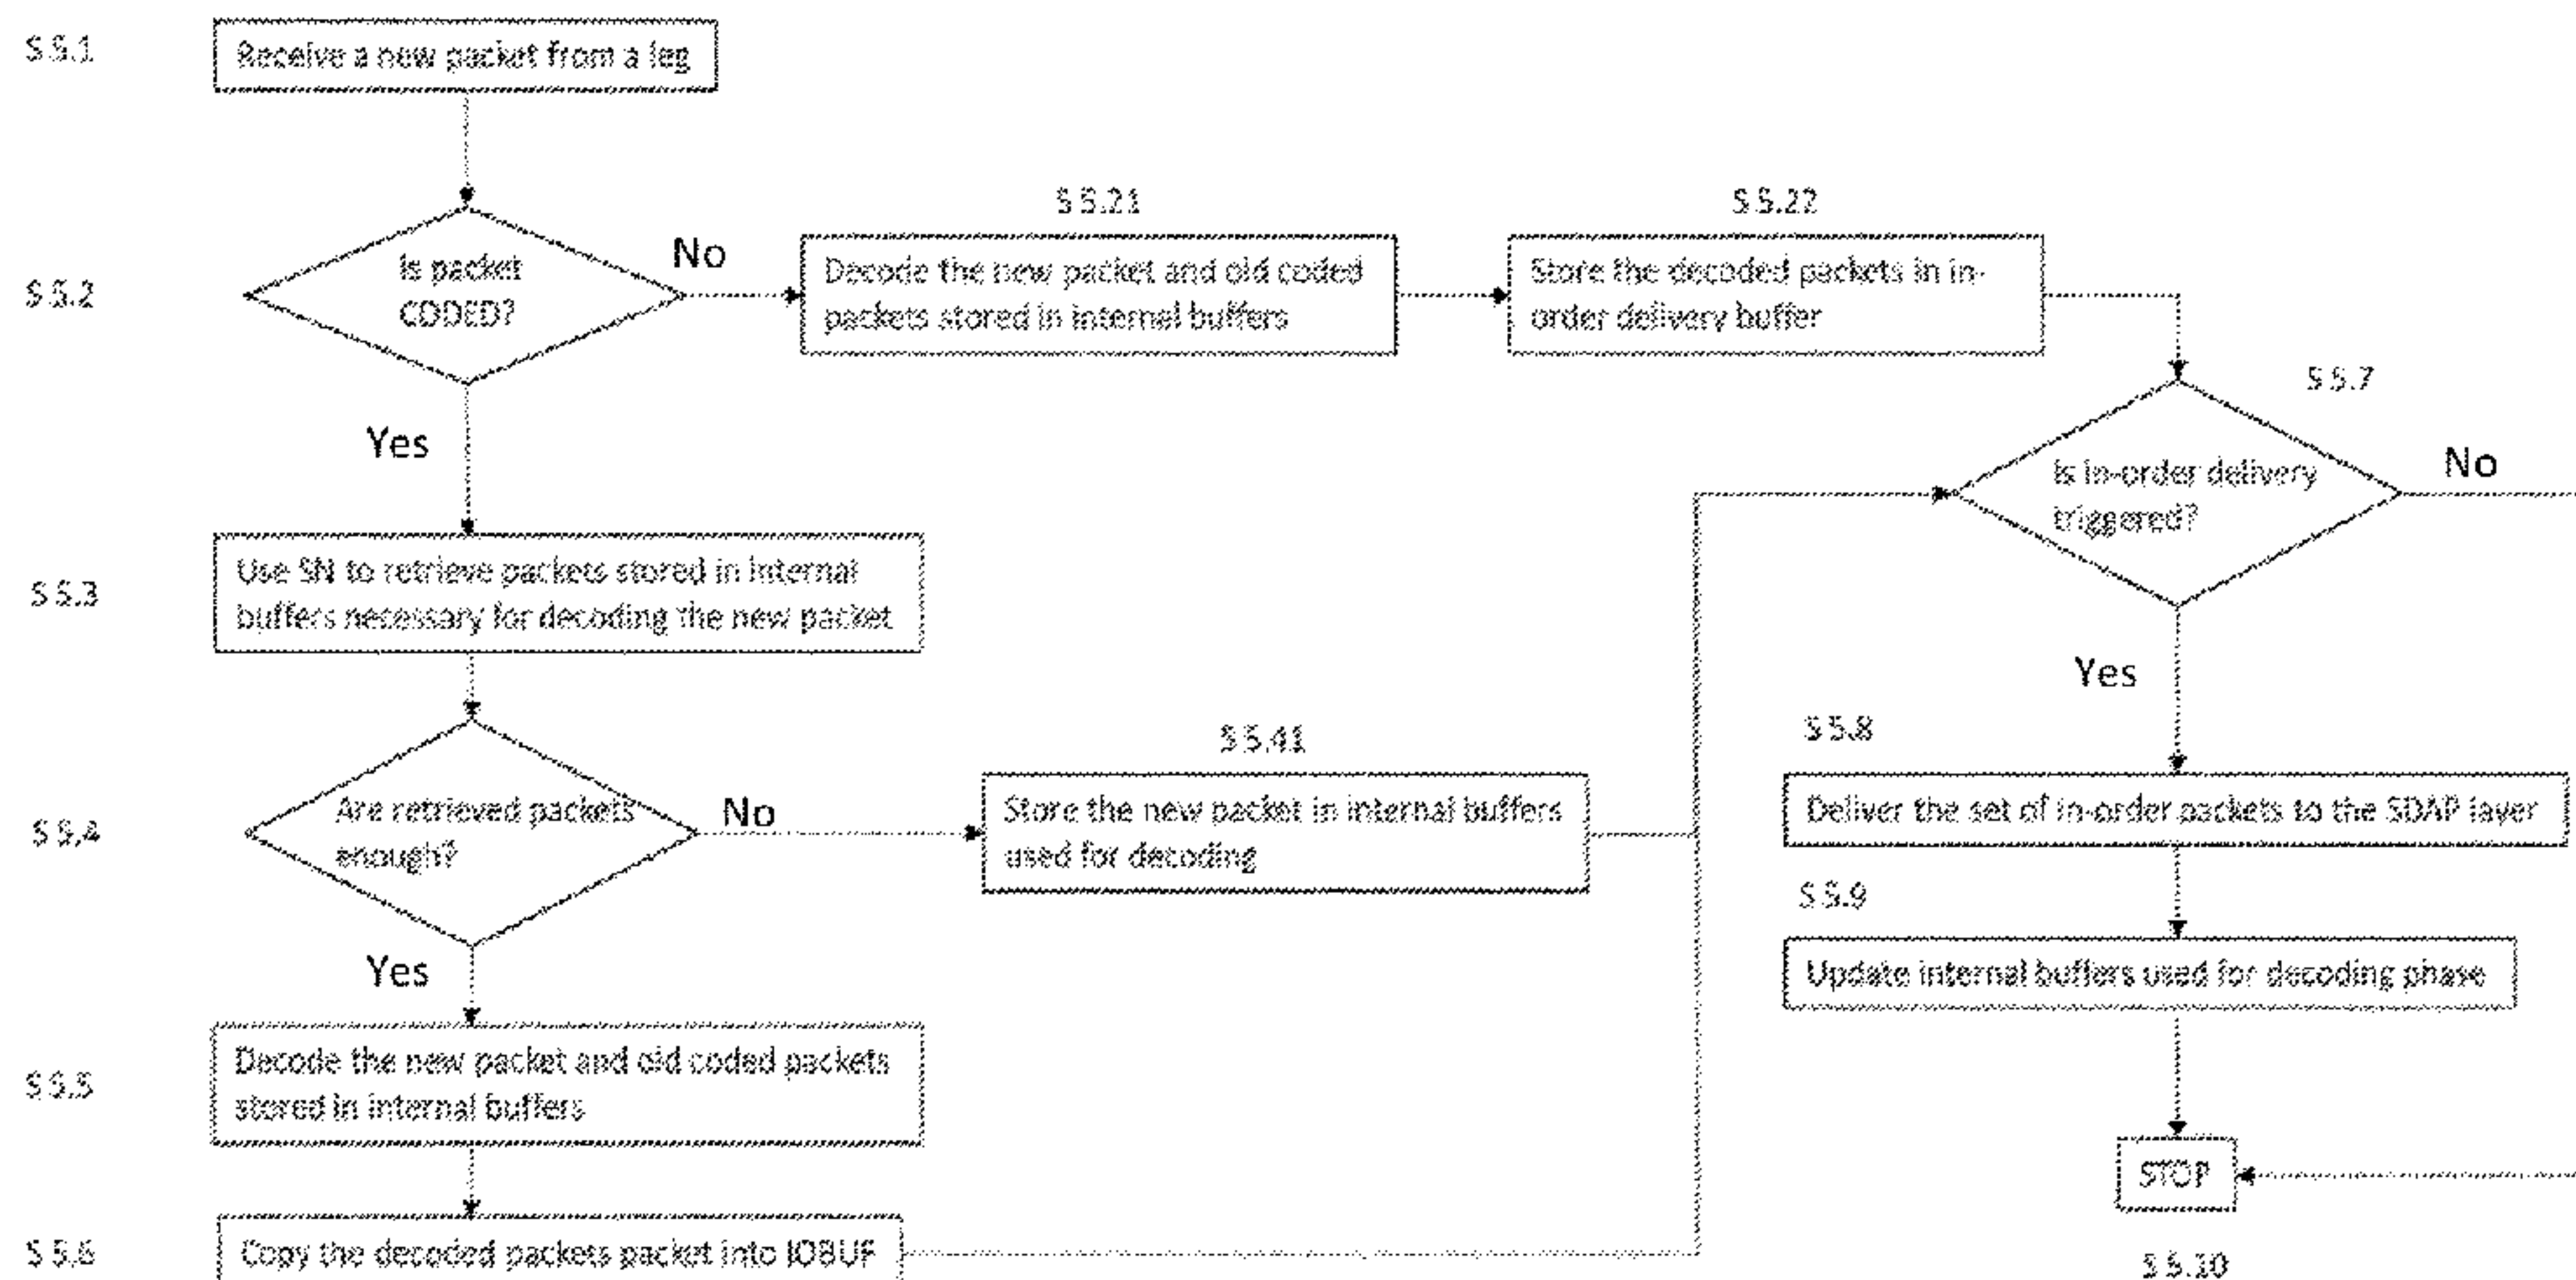 S 5.1
Receive a new packet from a leg
S 5.2
Is packet
CODED?
No
Yes
S 5.21
Decode the new packet and old coded
packets stored in internal buffers
S 5.22
Store the decoded packets in in-
order delivery buffer
S 5.7
Is in-order delivery
triggered?
No
Yes
S 5.3
Use SN to retrieve packets stored in internal
buffers necessary for decoding the new packet
S 5.4
Are retrieved packets
enough?
No
Yes
S 5.41
Store the new packet in internal buffers
used for decoding
S 5.8
Deliver the set of in-order packets to the SDAP layer
S 5.9
Update internal buffers used for decoding phase
S 5.5
Decode the new packet and old coded packets
stored in internal buffers
STOP
S 5.10
S 5.6
Copy the decoded packets packet into IOBUF